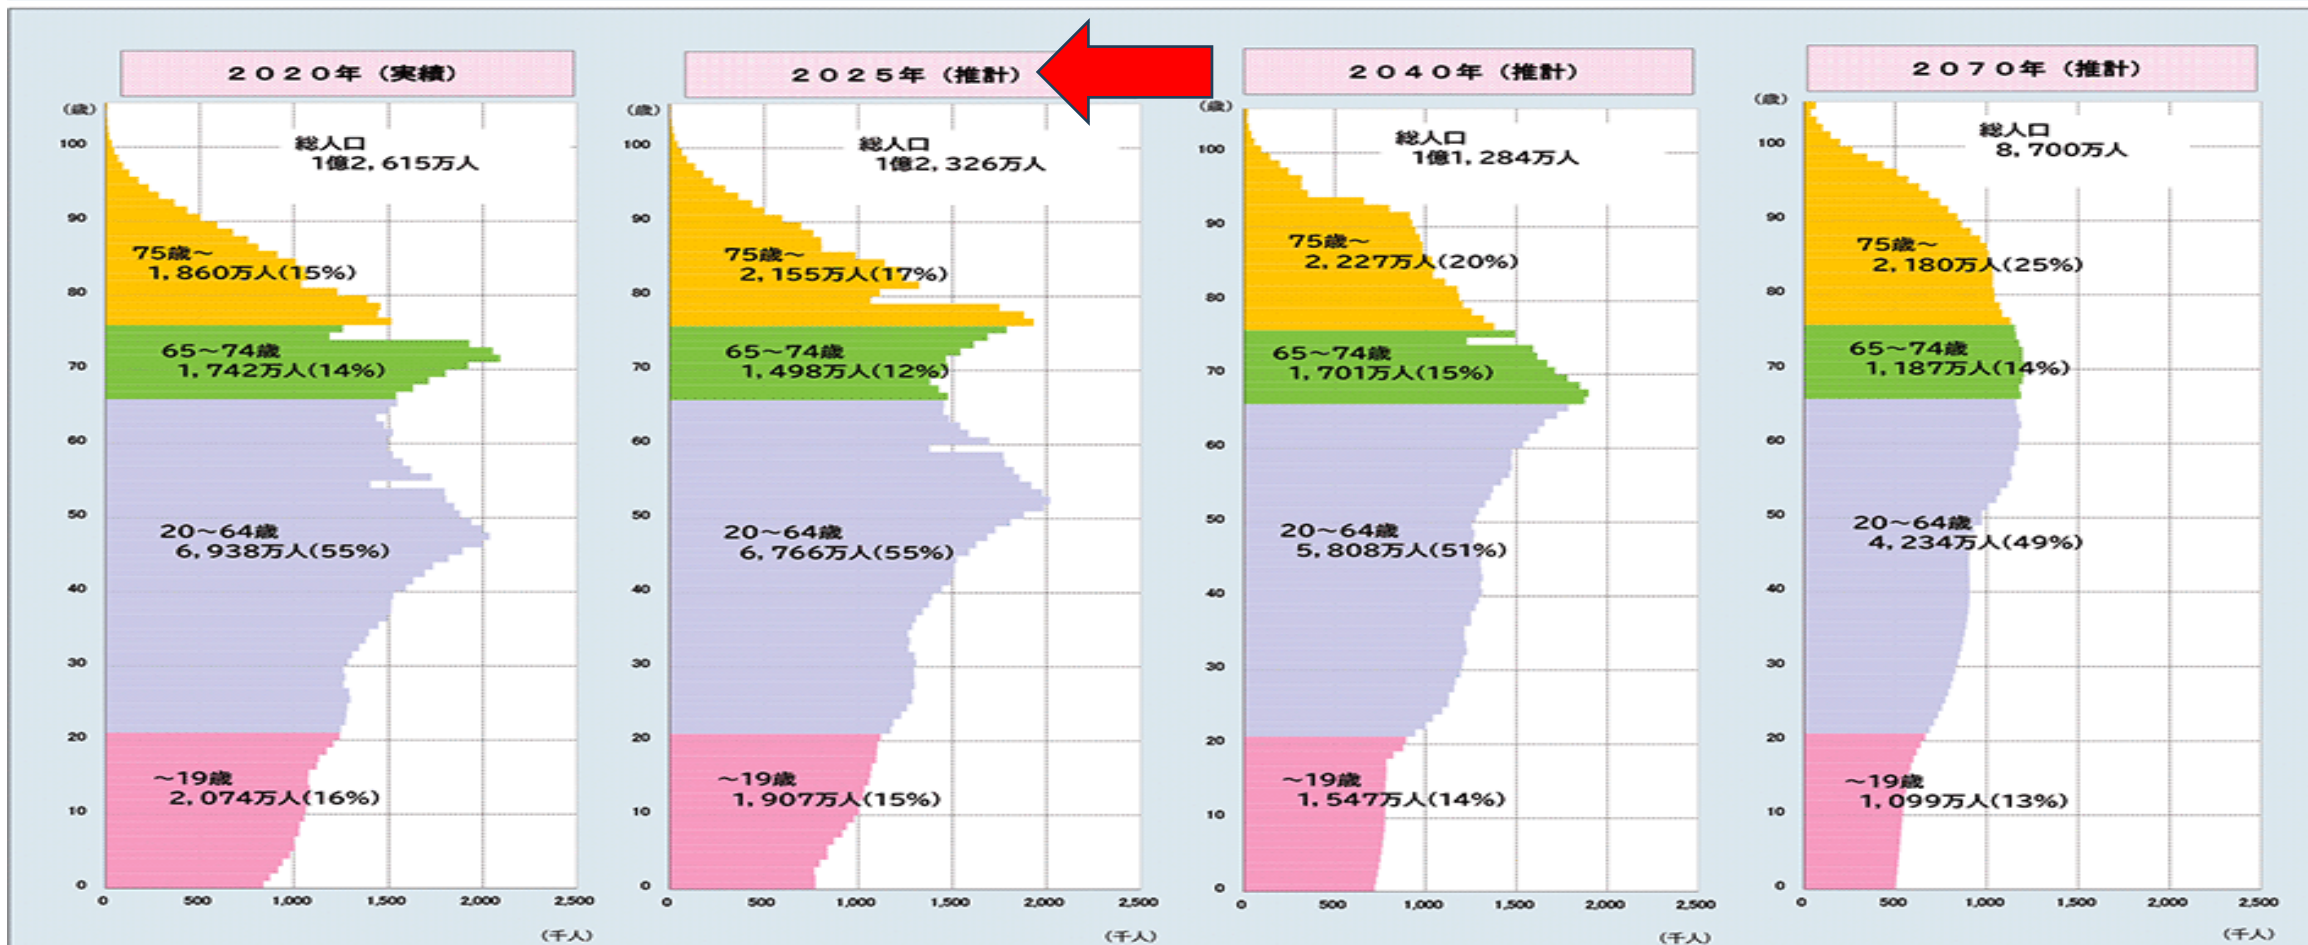 ２０２０年（実績）
(歳)
総人口
1億2,615万人
75歳～
1,860万人(15%)
65～74歳
1,742万人(14%)
20～64歳
6,938万人(55%)
～19歳
2,074万人(16%)
100
90
80
70
60
50
40
30
20
10
0
0 500 1,000 1,500 2,000 2,500
(千人)
２０２５年（推計）
総人口
1億2,326万人
75歳～
2,155万人(17%)
65～74歳
1,498万人(12%)
20～64歳
6,766万人(55%)
～19歳
1,907万人(15%)
100
90
80
70
60
50
40
30
20
10
0
0 500 1,000 1,500 2,000 2,500
(千人)
２０４０年（推計）
(歳)
総人口
1億1,284万人
75歳～
2,227万人(20%)
65～74歳
1,701万人(15%)
20～64歳
5,808万人(51%)
～19歳
1,547万人(14%)
100
90
80
70
60
50
40
30
20
10
0
0 500 1,000 1,500 2,000 2,500
(千人)
２０７０年（推計）
(歳)
総人口
8,700万人
75歳～
2,180万人(25%)
65～74歳
1,187万人(14%)
20～64歳
4,234万人(49%)
～19歳
1,099万人(13%)
100
90
80
70
60
50
40
30
20
10
0
0 500 1,000 1,500 2,000 2,500
(千人)